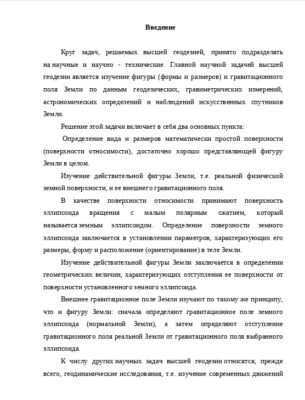 Введение
Круг задач, решаемых высшей геодезией, принято подразделять
на научные и научно - технические. Главной научной задачей высшей
геодезии является изучение фигуры (формы и размеров) и гравитационного
поля Земли по данным геодезических, гравиметрических измерений,
астрономических определений и наблюдений искусственных спутников
Земли.
Решение этой задачи включает в себя два основных пункта:
Определение вида и размеров математически простой поверхности
(поверхности относимости), достаточно хорошо представляющей фигуру
Земли в целом.
Изучение действительной фигуры Земли, т.е. реальной физической
земной поверхности, и ее внешнего гравитационного поля.
В качестве поверхности относимости принимают поверхность
эллипсоида вращения с малым полярным сжатием, который
называется земным эллипсоидом. Определение поверхности земного
эллипсоида заключается в установлении параметров, характеризующих его
размеры, форму и расположение (ориентирование) в теле Земли.
Изучение действительной фигуры Земли заключается в определении
геометрических величин, характеризующих отступления ее поверхности от
поверхности установленного земного эллипсоида.
Внешнее гравитационное поле Земли изучают по такому же принципу,
что и фигуру Земли: сначала определяют гравитационное поле земного
эллипсоида (нормальной Земли), а затем определяют отступление
гравитационного поля реальной Земли от гравитационного поля выбранного
эллипсоида.
К числу других научных задач высшей геодезии относятся, прежде
всего, геодинамические исследования, т.е. изучение современных движений